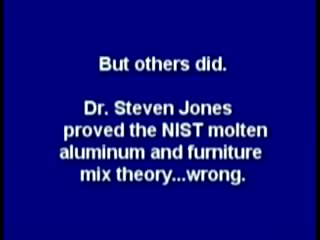 But others did.
Dr. Steven Jones
proved the NIST molten
aluminum and furniture
mix theory...wrong.